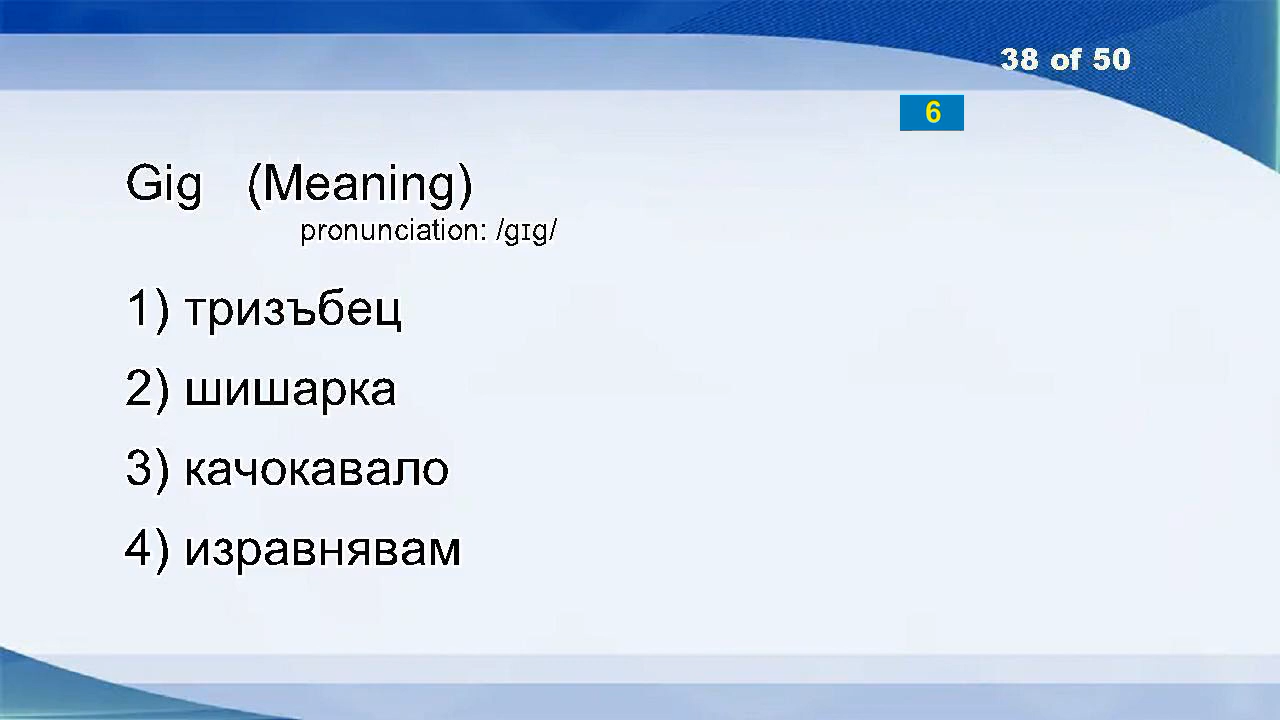 38 of 50
6
Gig (Meaning)
pronunciation: /gɪg/
1) тризъбец
2) шишарка
3) качокавало
4) изравнявам